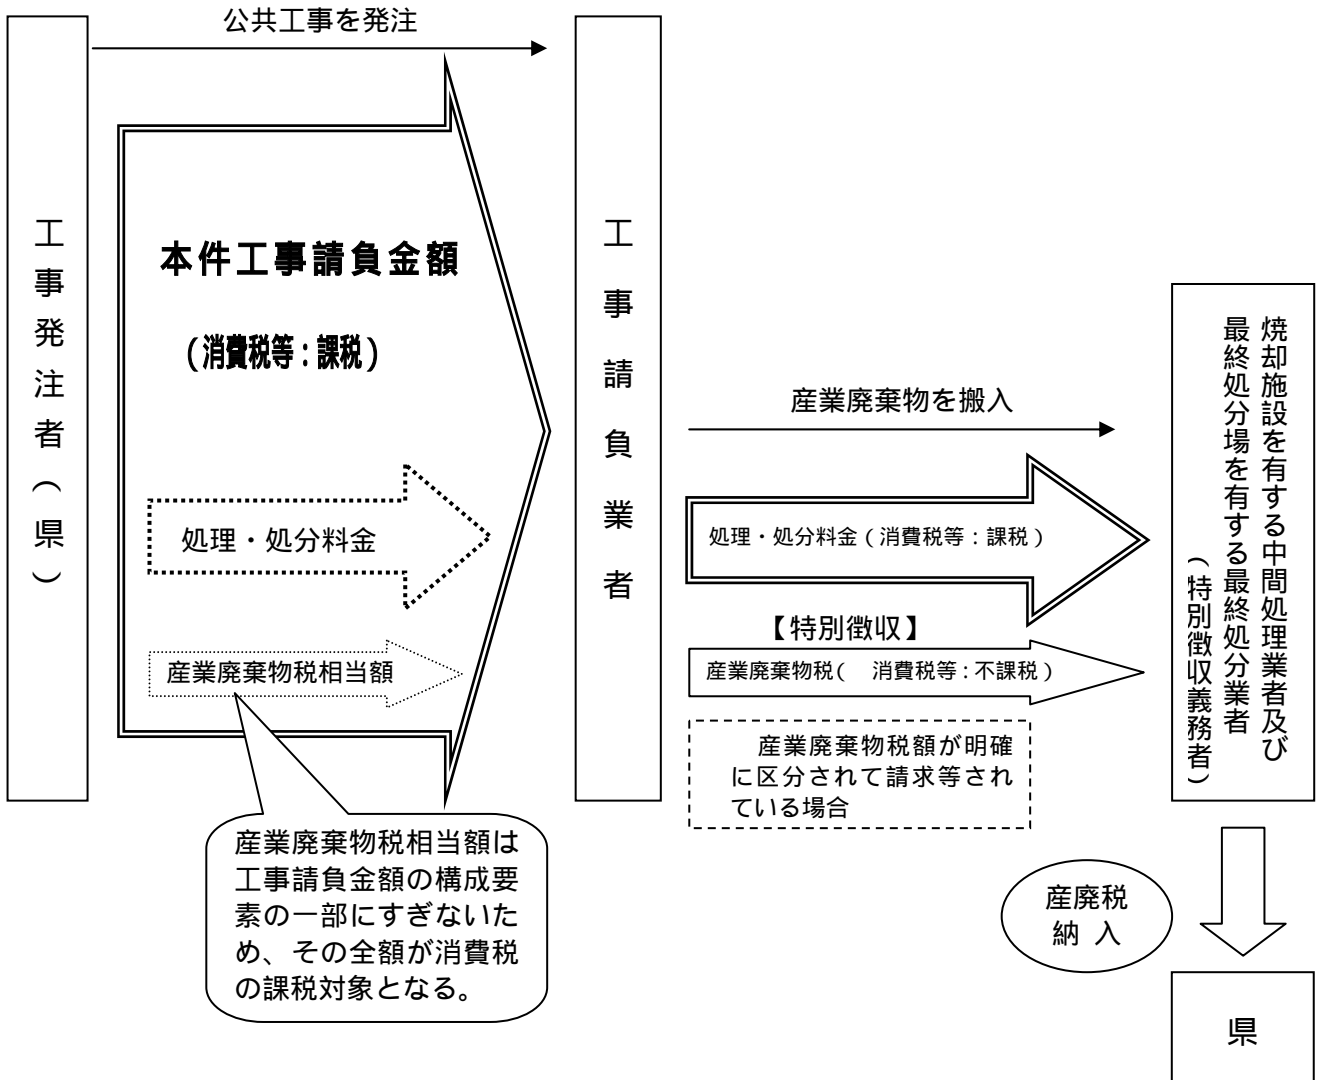 公共工事を発注
工事発注者(県)
本件工事請負金額
(消費税等:課税)
処理・処分料金
産業廃棄物税相当額
産業廃棄物税相当額は
工事請負金額の構成要
素の一部にすぎないた
め、その全額が消費税
の課税対象となる。
工事請負業者
産業廃棄物を搬入
処理・処分料金(消費税等:課税)
【特別徴収】
産業廃棄物税( 消費税等:不課税)
産業廃棄物税額が明確
に区分されて請求等され
ている場合
焼却施設を有する中間処理業者及び
最終処分場を有する最終処分業者
(特別徴収義務者)
産廃税
納 入
県